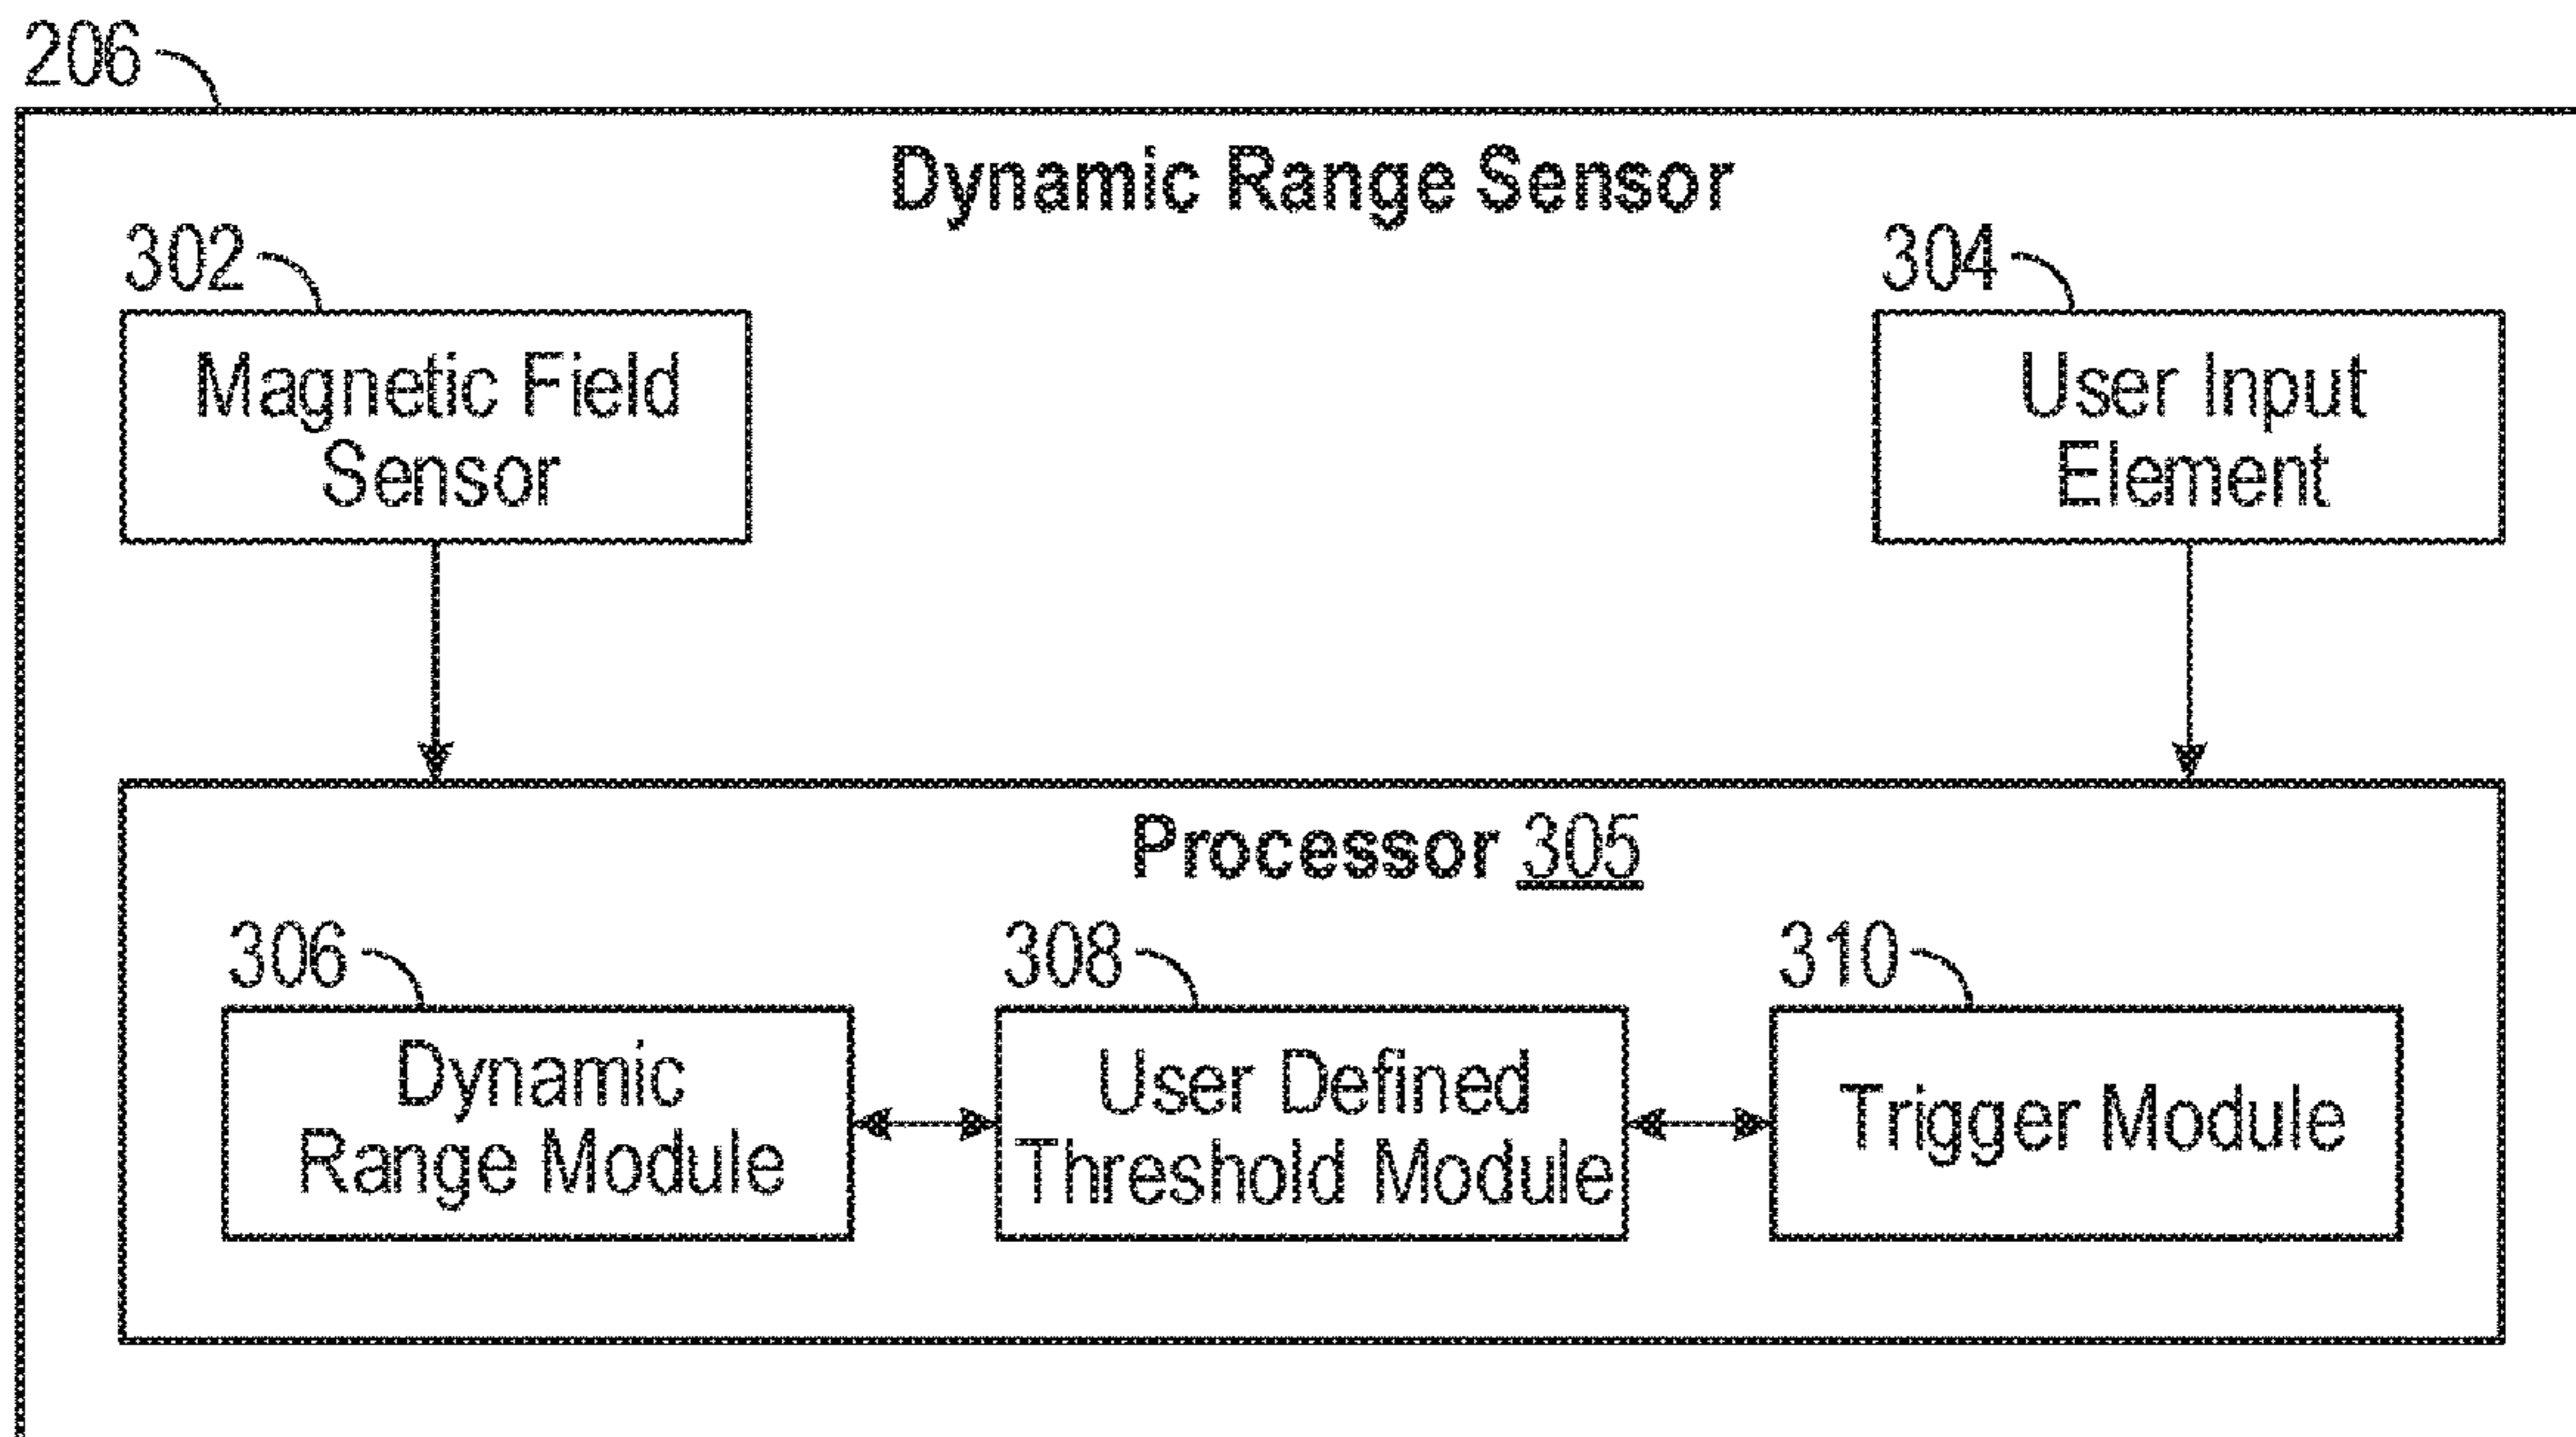 206
Dynamic Range Sensor
302
304
Magnetic Field
Sensor
User Input
Element
Processor 305
306
308
310
Dynamic
Range Module
User Defined
Threshold Module
Trigger Module